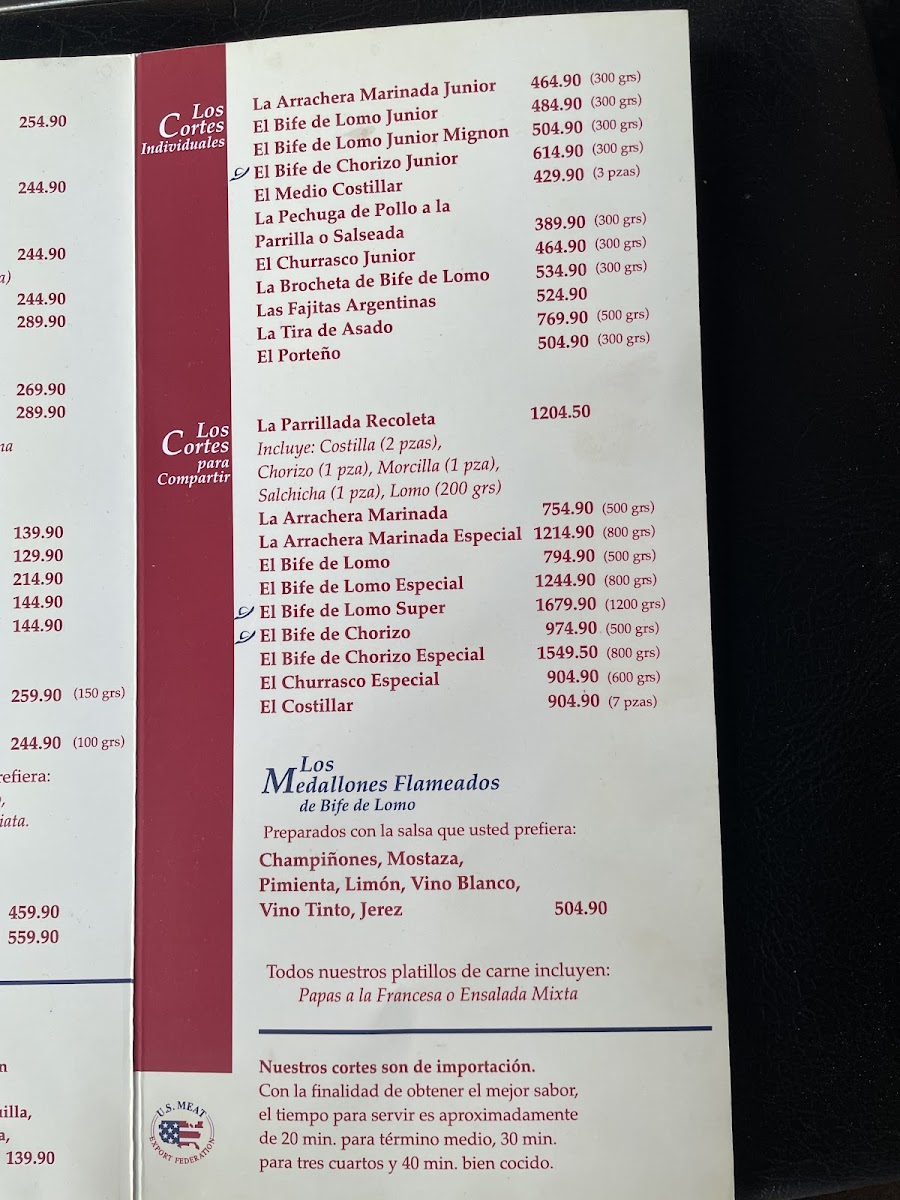 254.90
244.90
244.90
a)
244.90
289.90
269.90
289.90
na
139.90
129.90
214.90
144.90
144.90
259.90 (150 grs)
244.90 (100 grs)
refiera:
iata.
459.90
559.90
n
uilla,
a,
139.90
Los
Cortes
Individuales
La Arrachera Marinada Junior 464.90 (300 grs)
El Bife de Lomo Junior 484.90 (300 grs)
El Bife de Lomo Junior Mignon 504.90 (300 grs)
El Bife de Chorizo Junior 614.90 (300 grs)
El Medio Costillar 429.90 (3 pzas)
La Pechuga de Pollo a la
Parrilla o Salseada 389.90 (300 grs)
El Churrasco Junior 464.90 (300 grs)
La Brocheta de Bife de Lomo 534.90 (300 grs)
Las Fajitas Argentinas 524.90
La Tira de Asado 769.90 (500 grs)
El Porteño 504.90 (300 grs)
Los
Cortes
para
Compartir
La Parrillada Recoleta 1204.50
Incluye: Costilla (2 pzas),
Chorizo (1 pza), Morcilla (1 pza),
Salchicha (1 pza), Lomo (200 grs)
La Arrachera Marinada 754.90 (500 grs)
La Arrachera Marinada Especial 1214.90 (800 grs)
El Bife de Lomo 794.90 (500 grs)
El Bife de Lomo Especial 1244.90 (800 grs)
El Bife de Lomo Super 1679.90 (1200 grs)
El Bife de Chorizo 974.90 (500 grs)
El Bife de Chorizo Especial 1549.50 (800 grs)
El Churrasco Especial 904.90 (600 grs)
El Costillar 904.90 (7 pzas)
Los
Medallones Flameados
de Bife de Lomo
Preparados con la salsa que usted prefiera:
Champiñones, Mostaza,
Pimienta, Limón, Vino Blanco,
Vino Tinto, Jerez 504.90
Todos nuestros platillos de carne incluyen:
Papas a la Francesa o Ensalada Mixta
Nuestros cortes son de importación.
Con la finalidad de obtener el mejor sabor,
el tiempo para servir es aproximadamente
de 20 min. para término medio, 30 min.
para tres cuartos y 40 min. bien cocido.
U.S. MEAT
EXPORT FEDERATION